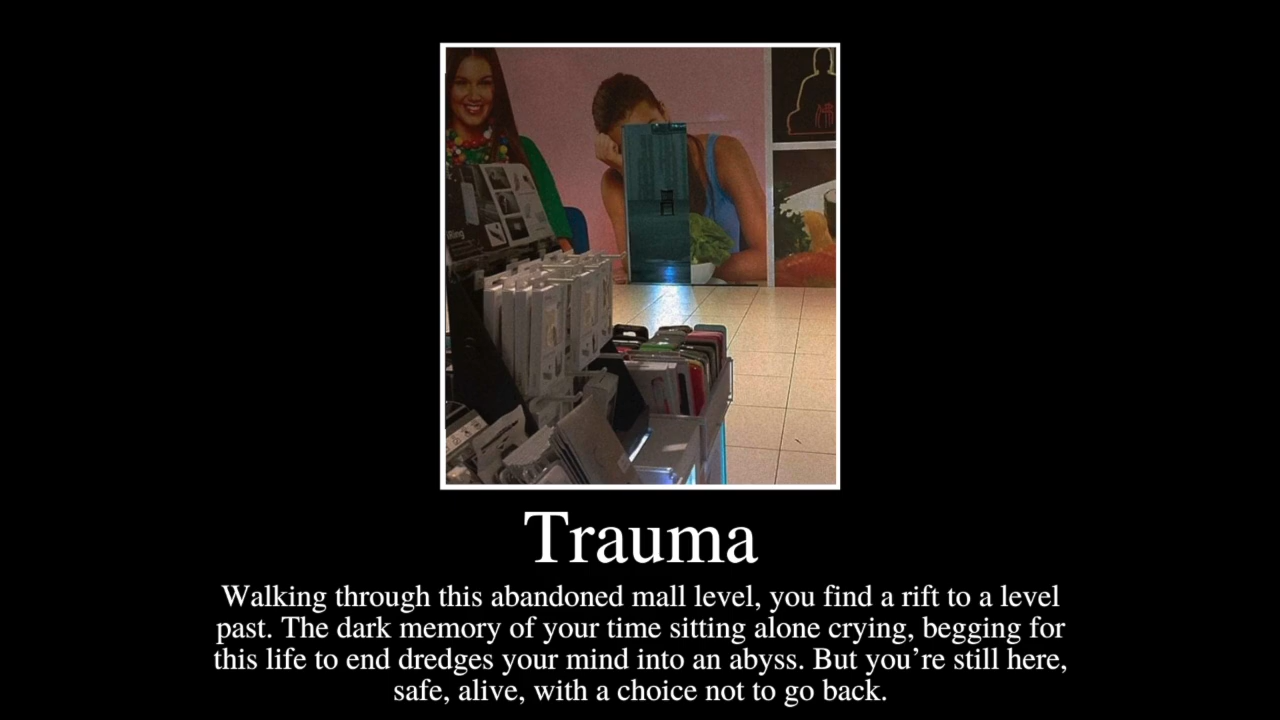 Trauma
Walking through this abandoned mall level, you find a rift to a level
past. The dark memory of your time sitting alone crying, begging for
this life to end dredges your mind into an abyss. But you’re still here,
safe, alive, with a choice not to go back.